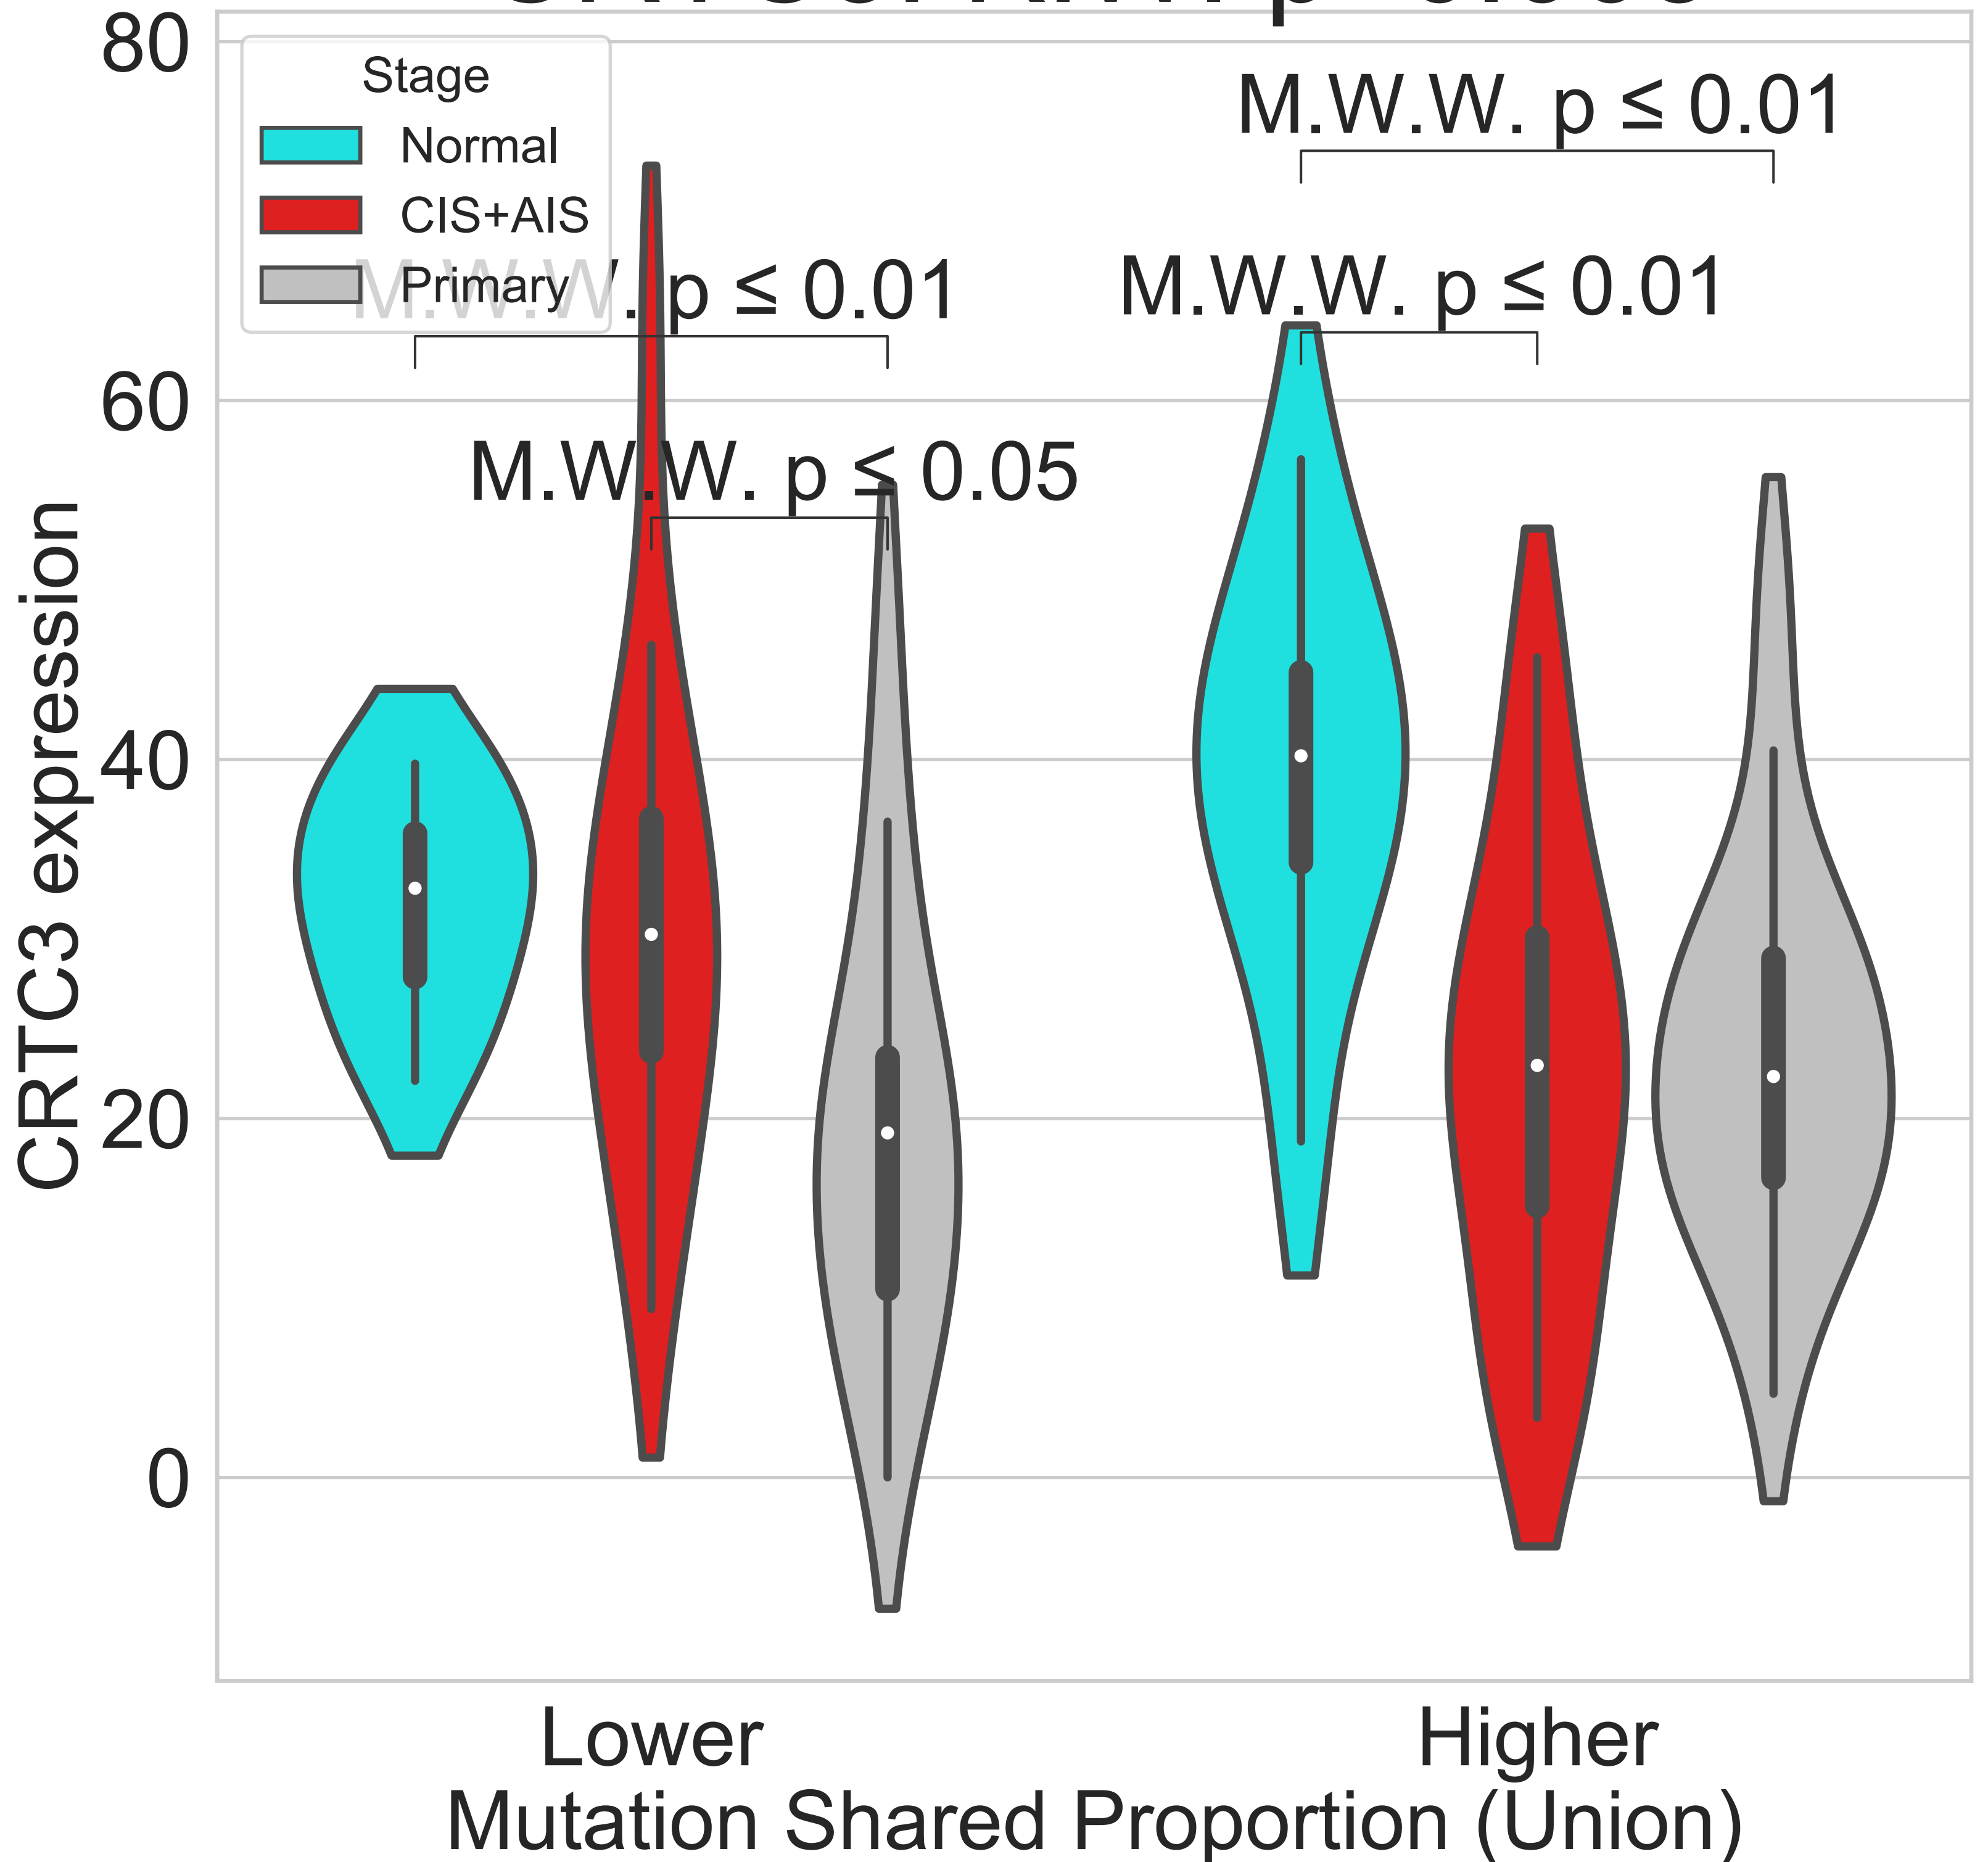 80
60
40
20
0
CRTC3 expression
Stage
Normal
CIS+AIS
Primary
M.W.W. p ≤ 0.01
M.W.W. p ≤ 0.01
M.W.W. p ≤ 0.01
M.W.W. p ≤ 0.05
Lower
Higher
Mutation Shared Proportion (Union)